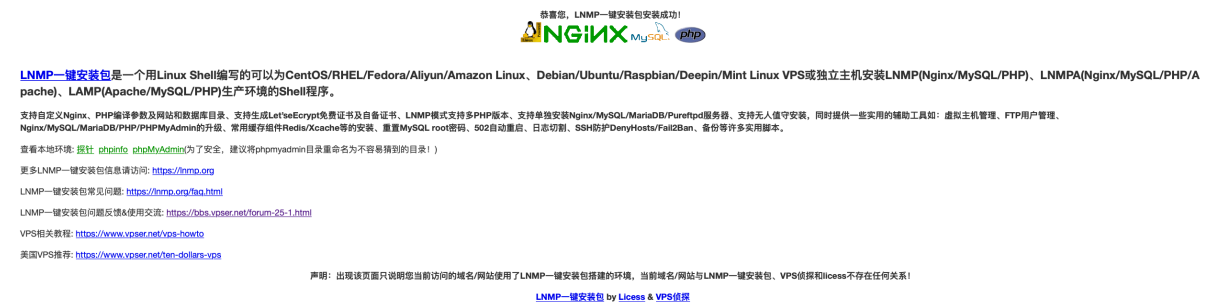 恭喜您，LNMP一键安装包安装成功!
NGiNX MySQL php
LNMP一键安装包是一个用Linux Shell编写的可以为CentOS/RHEL/Fedora/Aliyun/Amazon Linux、Debian/Ubuntu/Raspbian/Deepin/Mint Linux VPS或独立主机安装LNMP(Nginx/MySQL/PHP)、LNMPA(Nginx/MySQL/PHP/A
pache)、LAMP(Apache/MySQL/PHP)生产环境的Shell程序。
支持自定义Nginx、PHP编译参数及网站和数据库目录、支持生成Let'seEcrypt免费证书及自备证书、LNMP模式支持多PHP版本、支持单独安装Nginx/MySQL/MariaDB/Pureftpd服务器、支持无人值守安装，同时提供一些实用的辅助工具如：虚拟主机管理、FTP用户管理、
Nginx/MySQL/MariaDB/PHP/PHPMyAdmin的升级、常用缓存组件Redis/Xcache等的安装、重置MySQL root密码、502自动重启、日志切割、SSH防护DenyHosts/Fail2Ban、备份等许多实用脚本。
查看本地环境: 探针 phpinfo phpMyAdmin(为了安全，建议将phpmyadmin目录重命名为不容易猜到的目录！)
更多LNMP一键安装包信息请访问: https://lnmp.org
LNMP一键安装包常见问题: https://lnmp.org/faq.html
LNMP一键安装包问题反馈&使用交流: https://bbs.vpser.net/forum-25-1.html
VPS相关教程: https://www.vpser.net/vps-howto
美国VPS推荐: https://www.vpser.net/ten-dollars-vps
声明：出现该页面只说明您当前访问的域名/网站使用了LNMP一键安装包搭建的环境，当前域名/网站与LNMP一键安装包、VPS侦探和licess不存在任何关系！
LNMP一键安装包 by Licess & VPS侦探